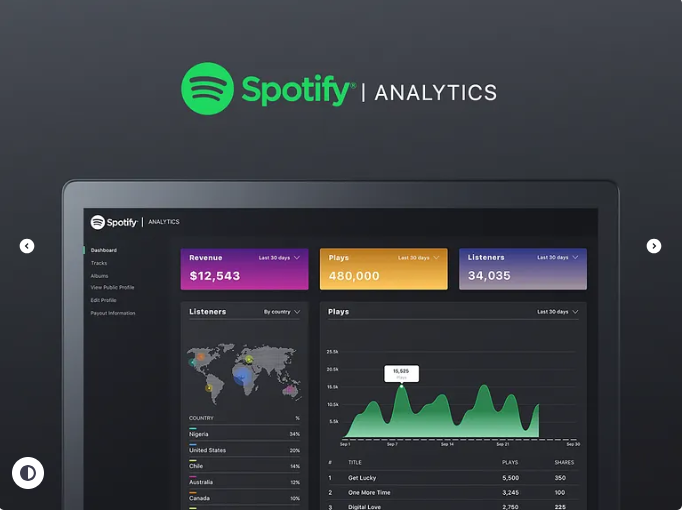 Spotify® | ANALYTICS
Spotify | ANALYTICS
Dashboard
Tracks
Albums
View Public Profile
Edit Profile
Payout Information
Revenue Last 30 days
$12,543
Plays Last 30 days
480,000
Listeners Last 30 days
34,035
Listeners By country
COUNTRY %
Nigeria 34%
United States 20%
Chile 14%
Australia 12%
Canada 10%
Plays Last 30 days
25.5k
20.5k
15.5k
10.5k
5.5k
15,525
Sep 1 Sep 7 Sep 14 Sep 21 Sep 30
# TITLE PLAYS SHARES
1 Get Lucky 5,500 350
2 One More Time 3,245 100
3 Digital Love 2,750 225